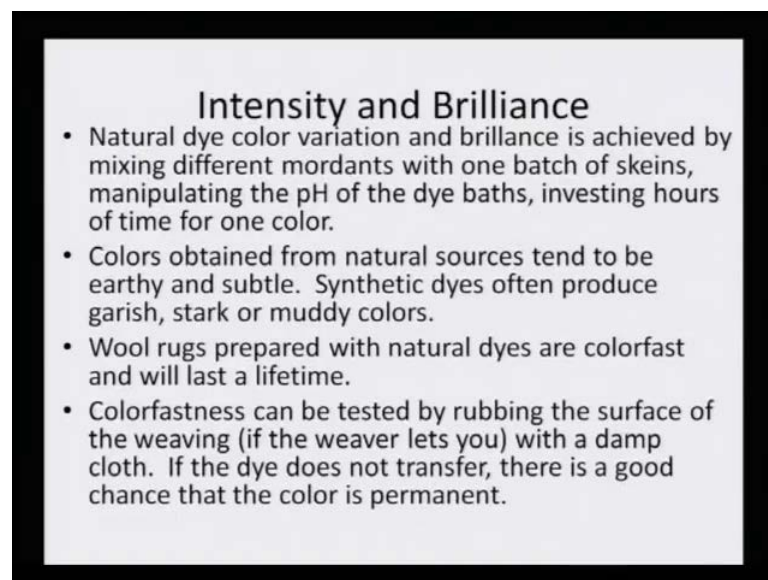 Intensity and Brilliance
• Natural dye color variation and brillance is achieved by
mixing different mordants with one batch of skeins,
manipulating the pH of the dye baths, investing hours
of time for one color.
• Colors obtained from natural sources tend to be
earthy and subtle.  Synthetic dyes often produce
garish, stark or muddy colors.
• Wool rugs prepared with natural dyes are colorfast
and will last a lifetime.
• Colorfastness can be tested by rubbing the surface of
the weaving (if the weaver lets you) with a damp
cloth.  If the dye does not transfer, there is a good
chance that the color is permanent.